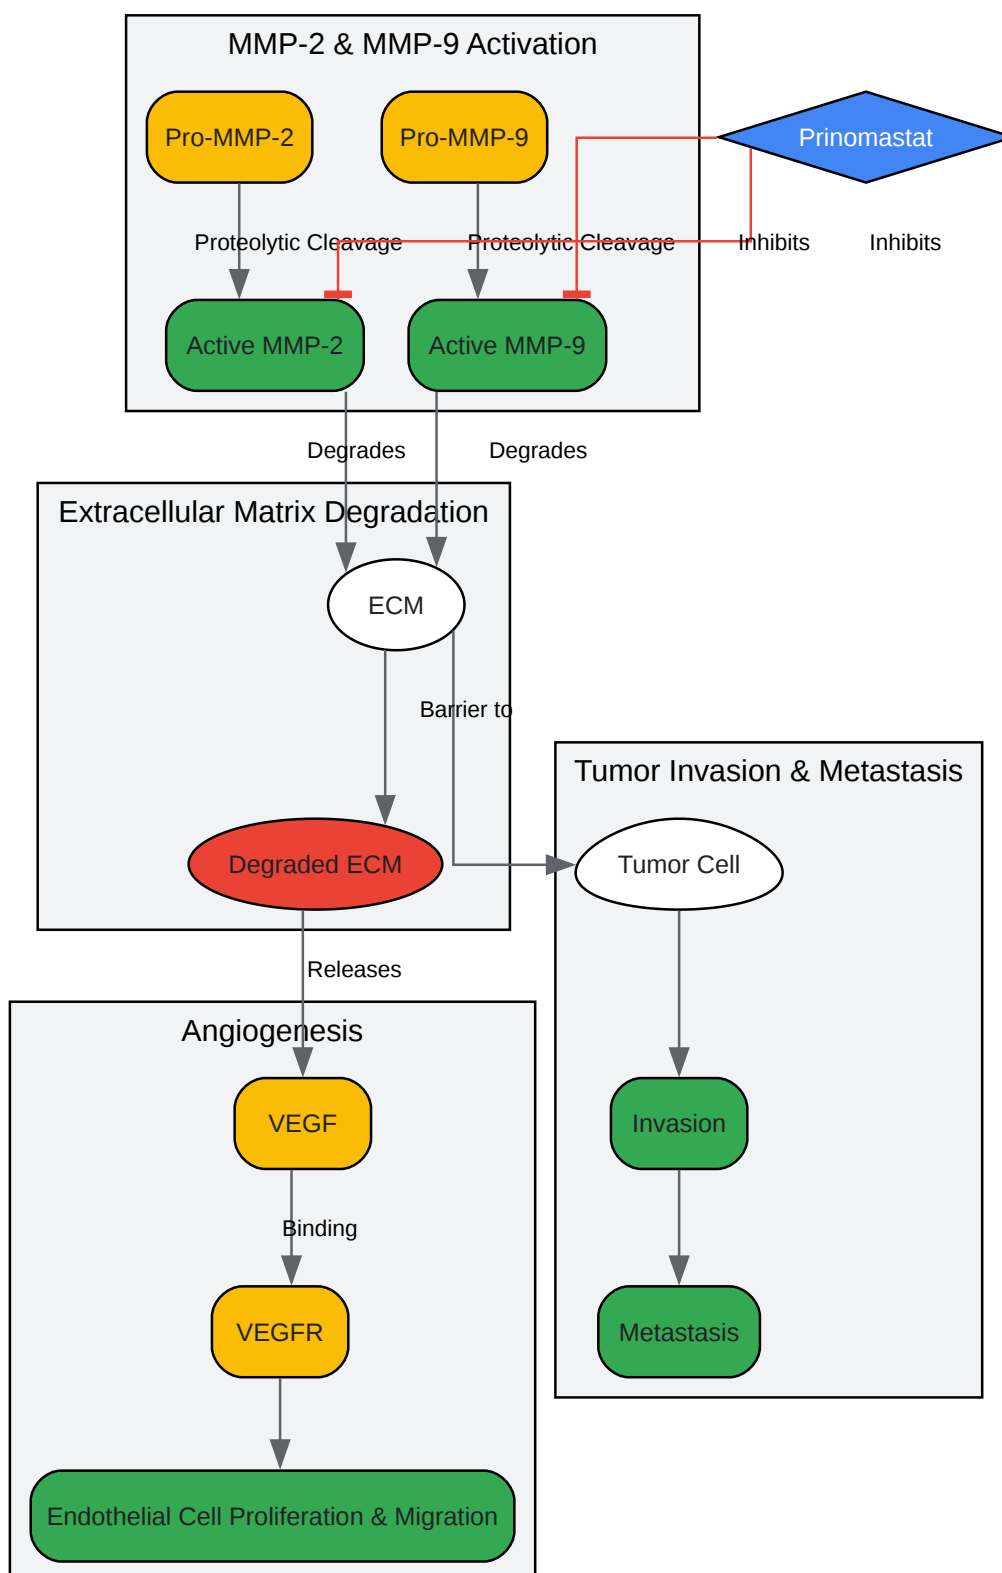 MMP-2 & MMP-9 Activation
Pro-MMP-2
Pro-MMP-9
Prinomastat
Proteolytic Cleavage
Proteolytic Cleavage
Inhibits
Inhibits
Active MMP-2
Active MMP-9
Degrades
Degrades
Extracellular Matrix Degradation
ECM
Barrier to
Tumor Invasion & Metastasis
Degraded ECM
Tumor Cell
Releases
Angiogenesis
VEGF
Invasion
Binding
VEGFR
Metastasis
Endothelial Cell Proliferation & Migration